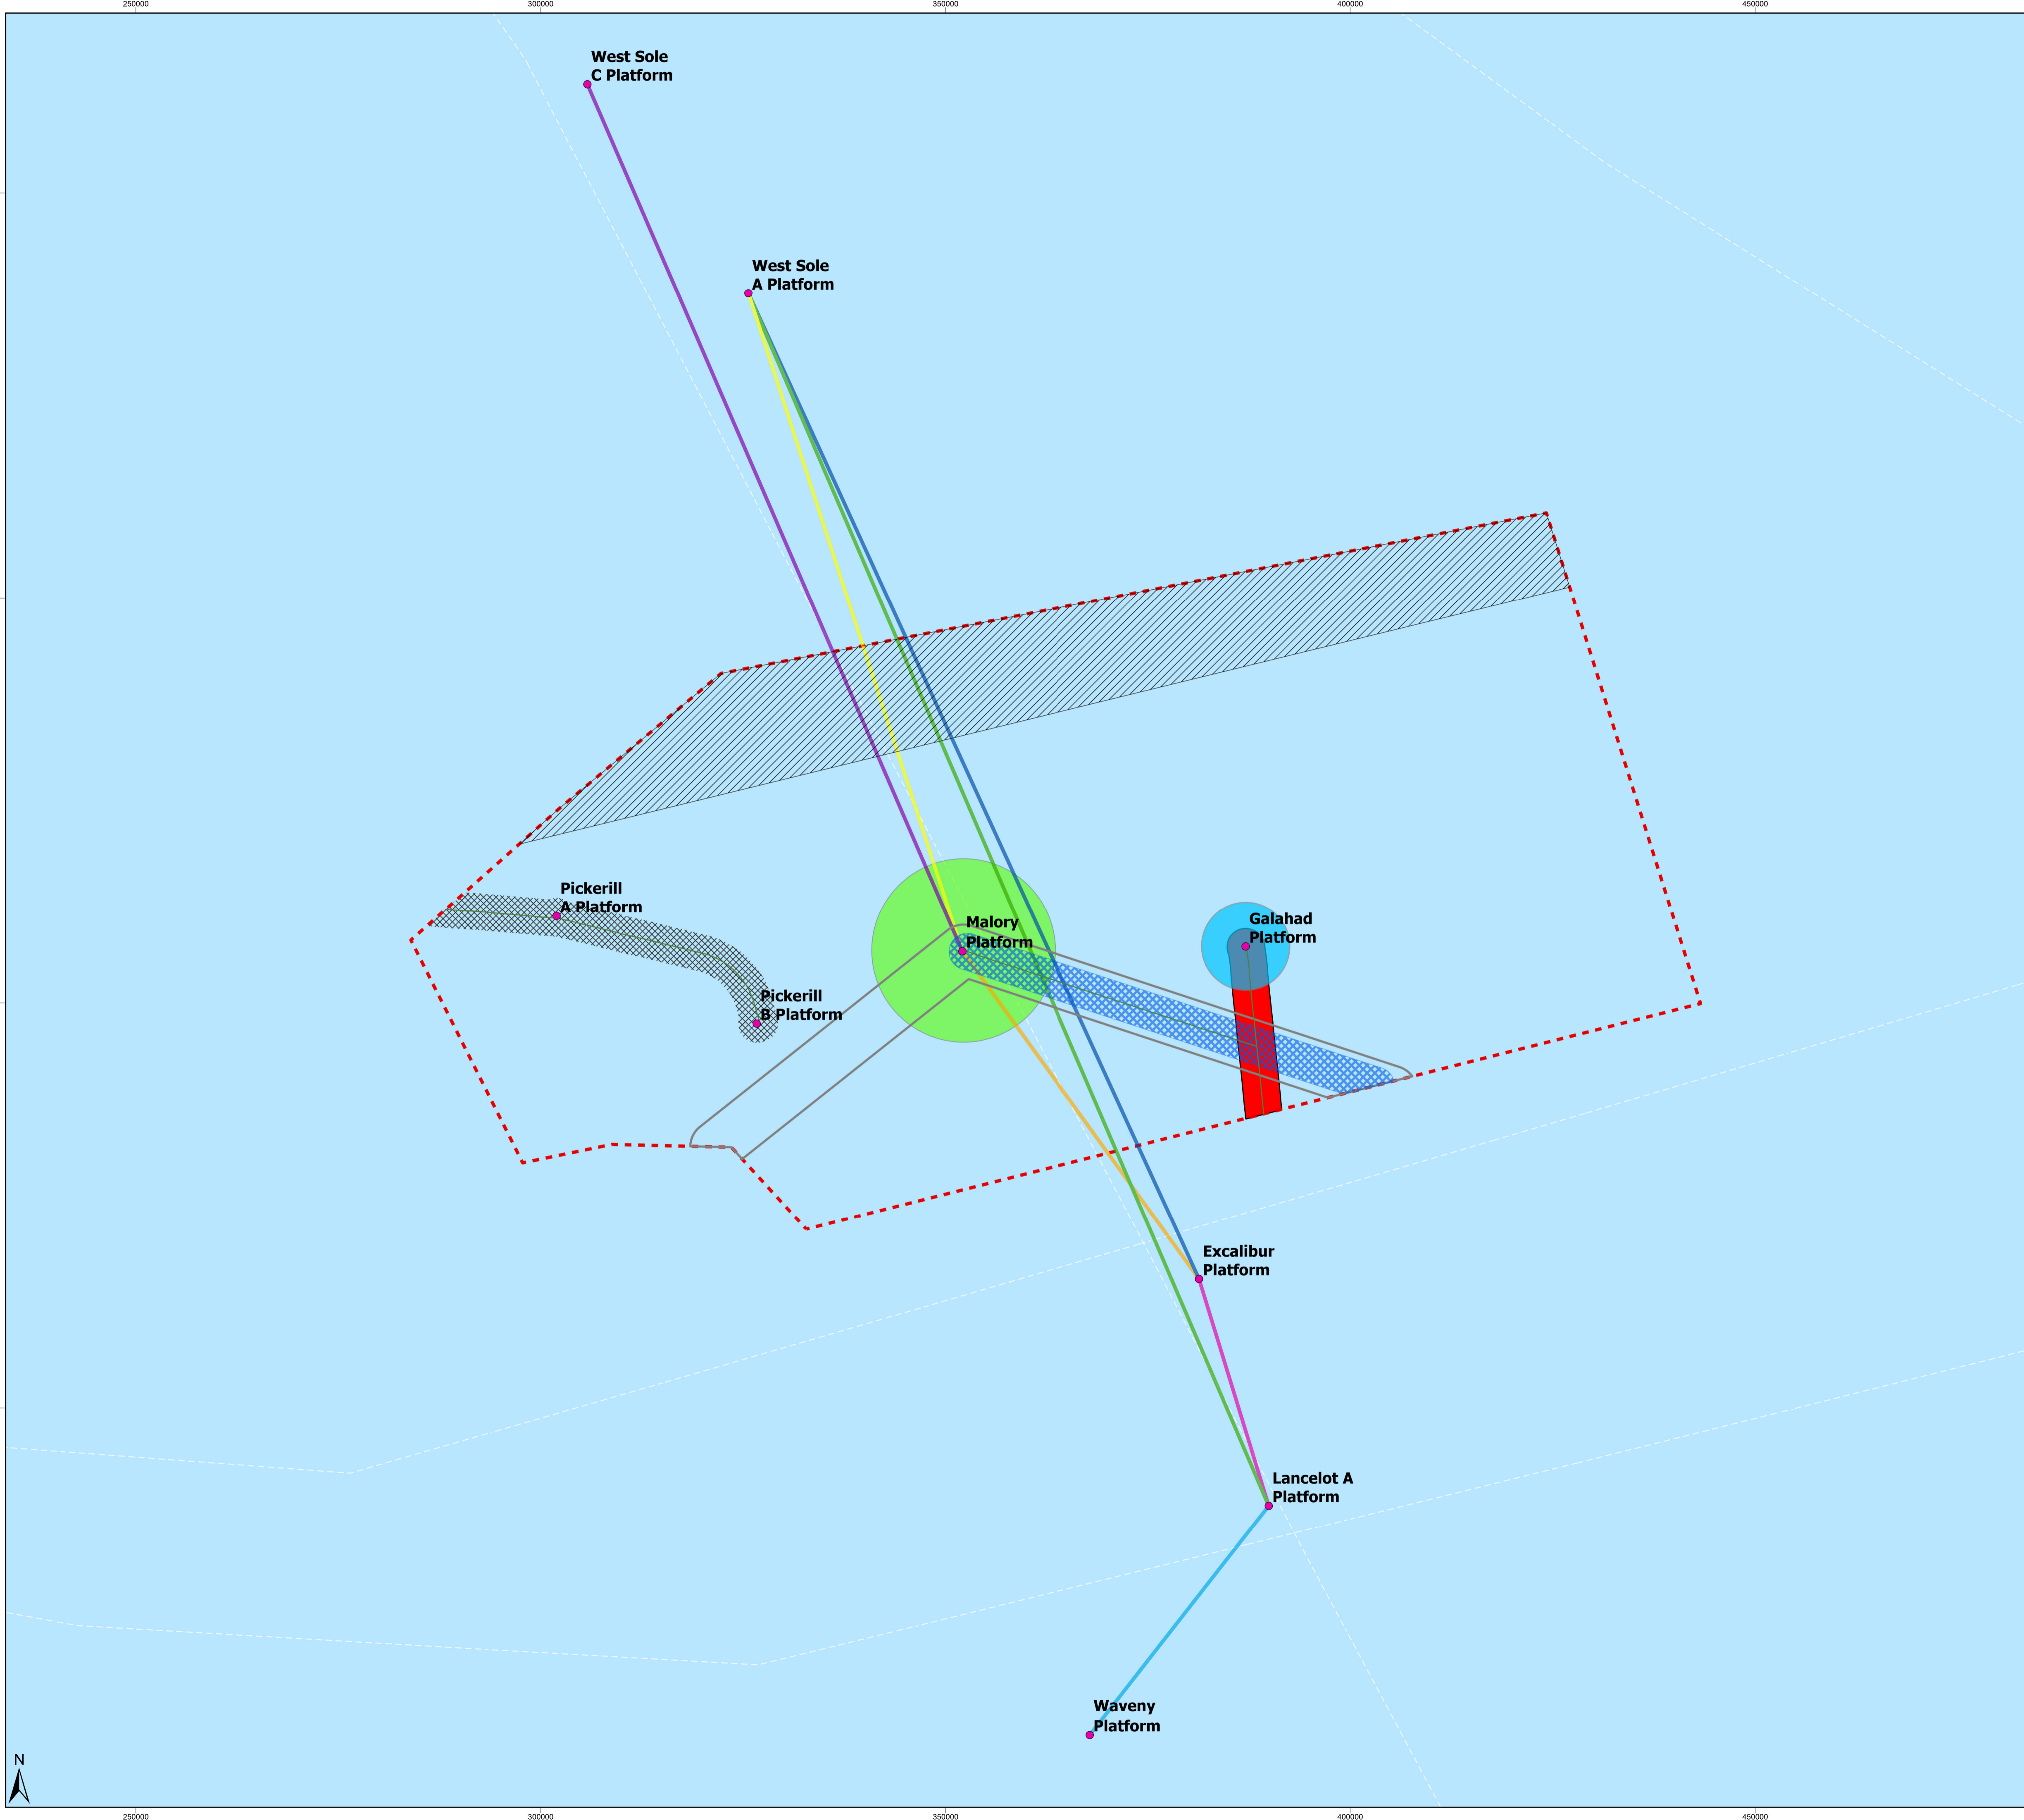 250000
300000
350000
400000
450000
West Sole
C Platform
West Sole
A Platform
Pickerill
A Platform
Malory
Platform
Galahad
Platform
Pickerill
B Platform
Excalibur
Platform
Lancelot A
Platform
Waveny
Platform
N
250000
300000
350000
400000
450000